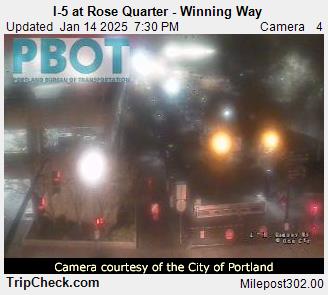 I-5 at Rose Quarter - Winning Way
Updated Jan 14 2025 7:30 PM Camera 4
PBOT
PORTLAND BUREAU OF TRANSPORTATION
Camera courtesy of the City of Portland
TripCheck.com Milepost302.00